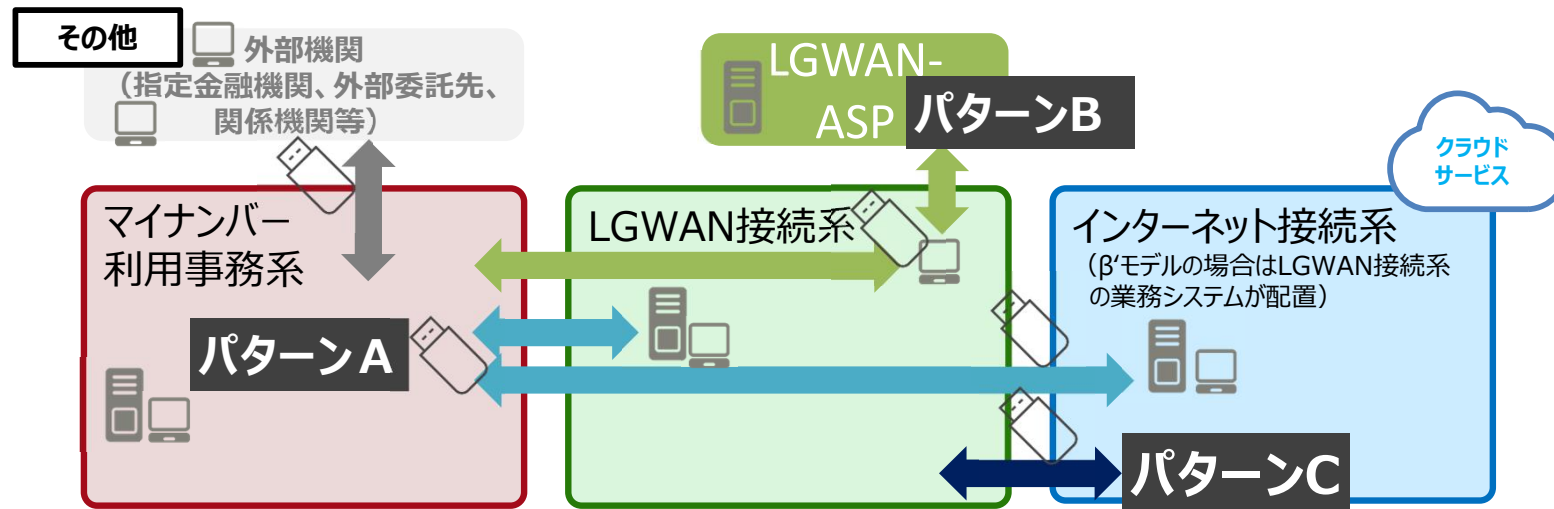 その他
外部機関
（指定金融機関、外部委託先、
関係機関等）
LGWAN-
ASP
パターンB
クラウド
サービス
マイナンバー
利用事務系
LGWAN接続系
インターネット接続系
（β‘モデルの場合はLGWAN接続系
の業務システムが配置）
パターンA
パターンC